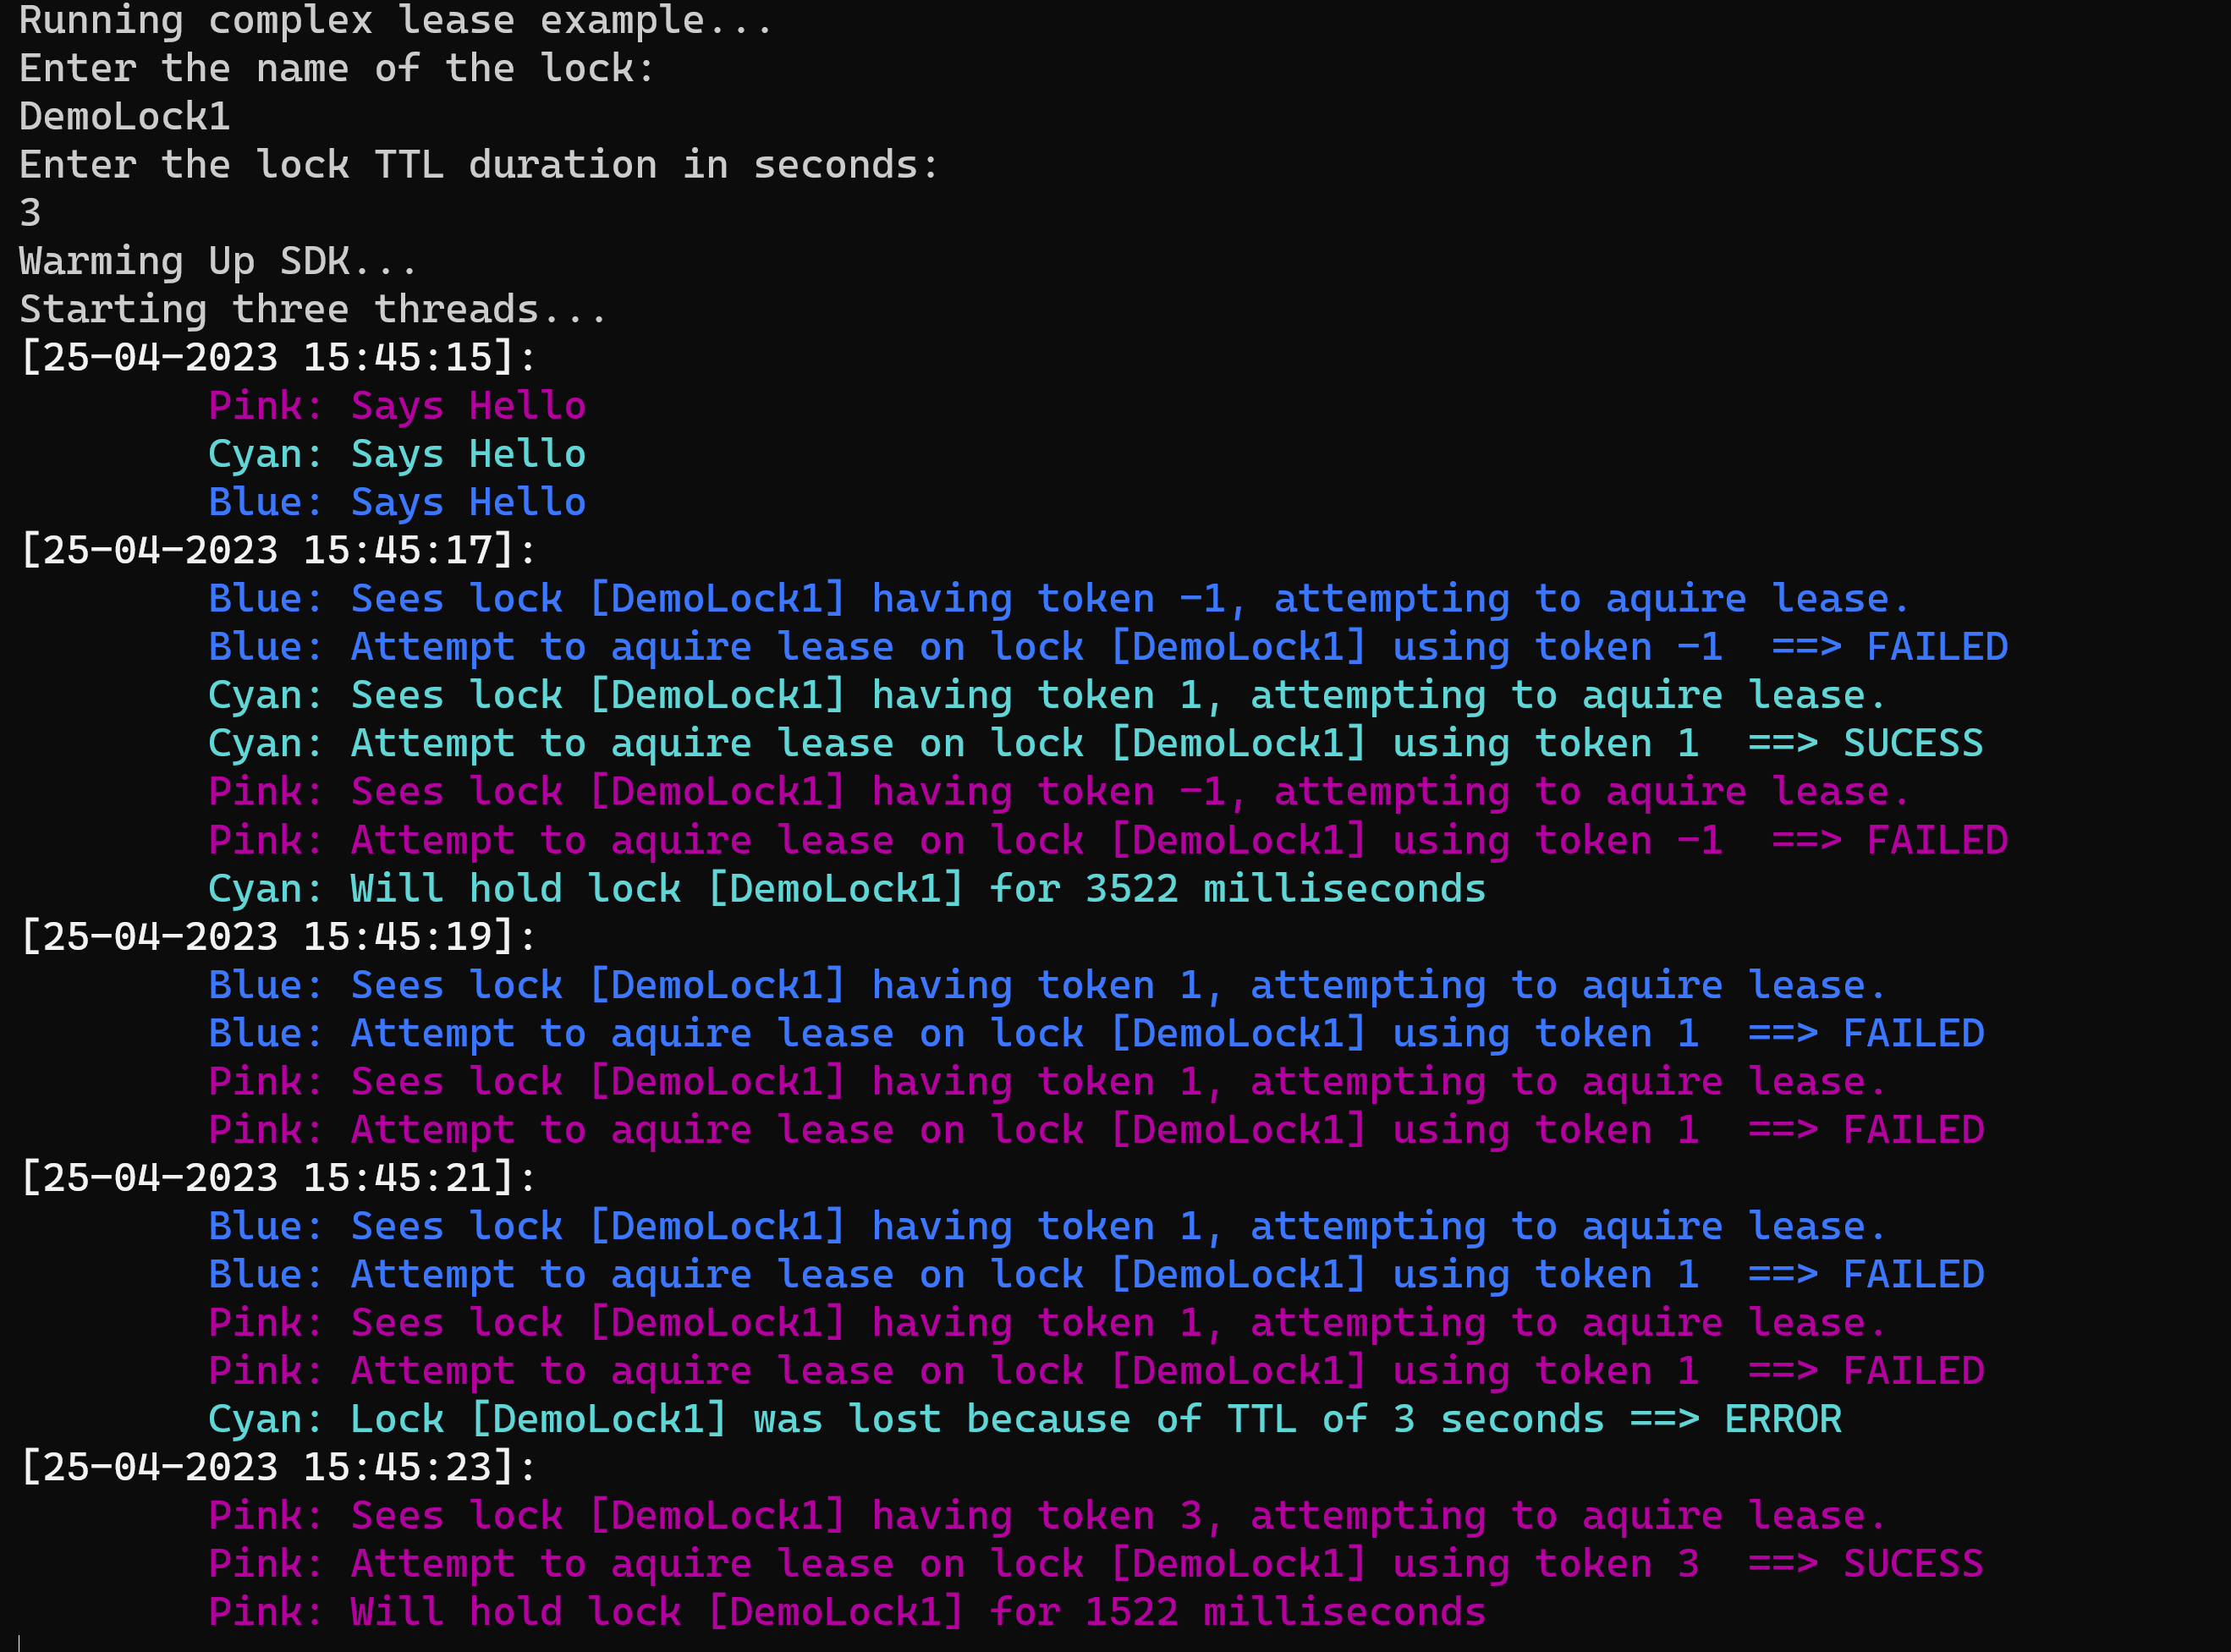 Running complex lease example...
Enter the name of the lock:
DemoLock1
Enter the lock TTL duration in seconds:
3
Warming Up SDK...
Starting three threads...
[25-04-2023 15:45:15]:
Pink: Says Hello
Cyan: Says Hello
Blue: Says Hello
[25-04-2023 15:45:17]:
Blue: Sees lock [DemoLock1] having token -1, attempting to aquire lease.
Blue: Attempt to aquire lease on lock [DemoLock1] using token -1  ==> FAILED
Cyan: Sees lock [DemoLock1] having token 1, attempting to aquire lease.
Cyan: Attempt to aquire lease on lock [DemoLock1] using token 1  ==> SUCESS
Pink: Sees lock [DemoLock1] having token -1, attempting to aquire lease.
Pink: Attempt to aquire lease on lock [DemoLock1] using token -1  ==> FAILED
Cyan: Will hold lock [DemoLock1] for 3522 milliseconds
[25-04-2023 15:45:19]:
Blue: Sees lock [DemoLock1] having token 1, attempting to aquire lease.
Blue: Attempt to aquire lease on lock [DemoLock1] using token 1  ==> FAILED
Pink: Sees lock [DemoLock1] having token 1, attempting to aquire lease.
Pink: Attempt to aquire lease on lock [DemoLock1] using token 1  ==> FAILED
[25-04-2023 15:45:21]:
Blue: Sees lock [DemoLock1] having token 1, attempting to aquire lease.
Blue: Attempt to aquire lease on lock [DemoLock1] using token 1  ==> FAILED
Pink: Sees lock [DemoLock1] having token 1, attempting to aquire lease.
Pink: Attempt to aquire lease on lock [DemoLock1] using token 1  ==> FAILED
Cyan: Lock [DemoLock1] was lost because of TTL of 3 seconds ==> ERROR
[25-04-2023 15:45:23]:
Pink: Sees lock [DemoLock1] having token 3, attempting to aquire lease.
Pink: Attempt to aquire lease on lock [DemoLock1] using token 3  ==> SUCESS
Pink: Will hold lock [DemoLock1] for 1522 milliseconds